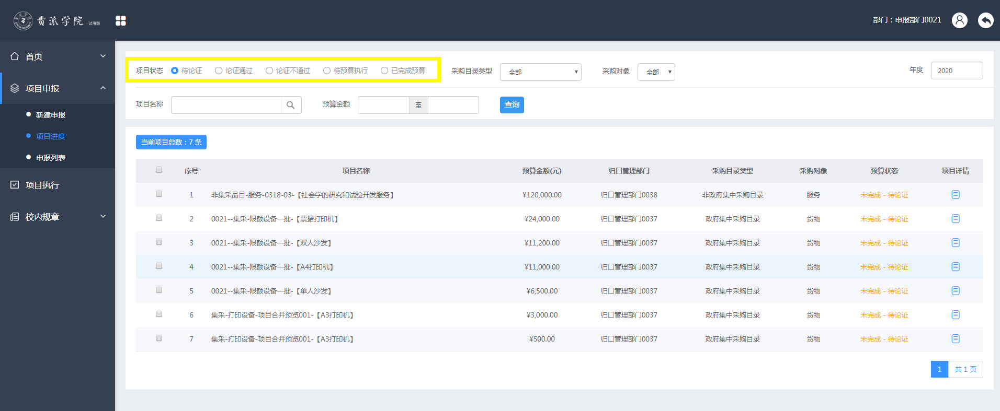 贵派学院 ·试用版
部门：申报部门0021
首页
项目申报
新建申报
项目进度
申报列表
项目执行
校内规章
项目状态 待论证 论证通过 论证不通过 待预算执行 已完成预算 采购目录类型 全部 采购对象 全部 年度 2020
项目名称 预算金额 至 查询
当前项目总数：7 条
序号 项目名称 预算金额(元) 归口管理部门 采购目录类型 采购对象 预算状态 项目详情
1 非集采品目-服务-0318-03-【社会学的研究和试验开发服务】 ¥120,000.00 归口管理部门0038 非政府集中采购目录 服务 未完成 - 待论证
2 0021--集采-限额设备一批-【票据打印机】 ¥24,000.00 归口管理部门0037 政府集中采购目录 货物 未完成 - 待论证
3 0021--集采-限额设备一批-【双人沙发】 ¥11,200.00 归口管理部门0037 政府集中采购目录 货物 未完成 - 待论证
4 0021--集采-限额设备一批-【A4打印机】 ¥11,000.00 归口管理部门0037 政府集中采购目录 货物 未完成 - 待论证
5 0021--集采-限额设备一批-【单人沙发】 ¥6,500.00 归口管理部门0037 政府集中采购目录 货物 未完成 - 待论证
6 集采-打印设备-项目合并预览001-【A3打印机】 ¥3,000.00 归口管理部门0037 政府集中采购目录 货物 未完成 - 待论证
7 集采-打印设备-项目合并预览001-【A3打印机】 ¥500.00 归口管理部门0037 政府集中采购目录 货物 未完成 - 待论证
1 共 1 页